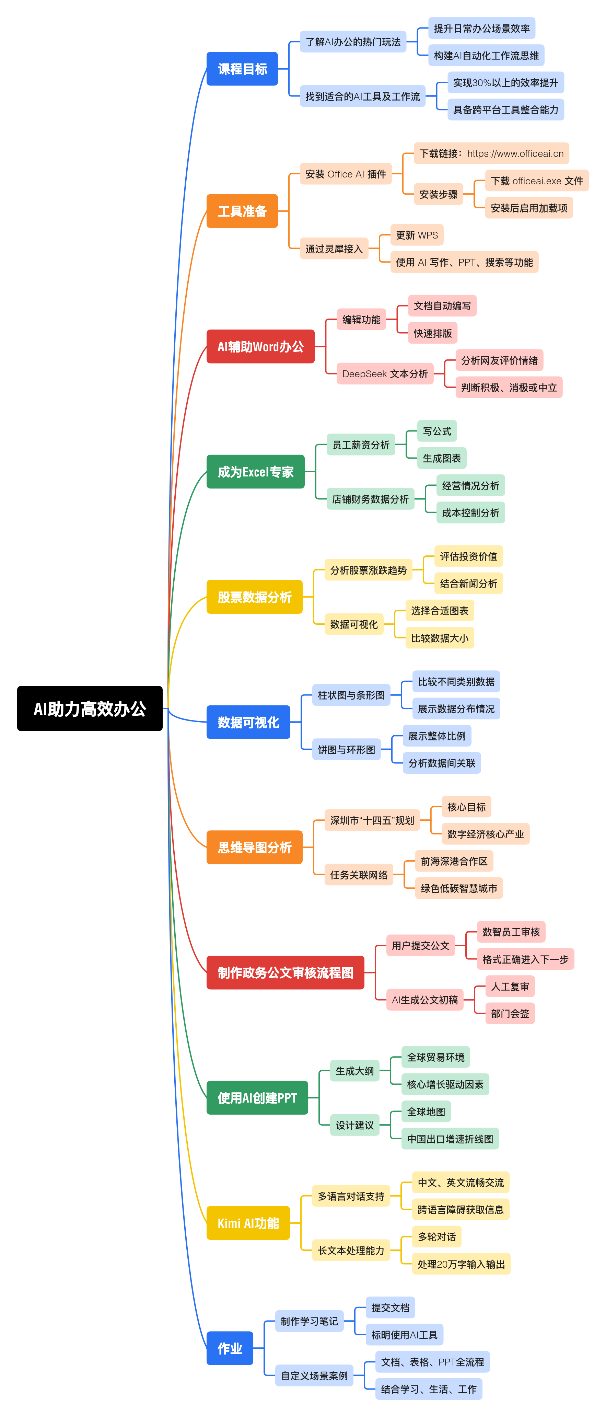 AI助力高效办公
课程目标
了解AI办公的热门玩法
提升日常办公场景效率
构建AI自动化工作流思维
找到适合的AI工具及工作流
实现30%以上的效率提升
具备跨平台工具整合能力
工具准备
安装 Office AI 插件
下载链接：https://www.officeai.cn
安装步骤
下载 officeai.exe 文件
安装后启用加载项
通过灵犀接入
更新 WPS
使用 AI 写作、PPT、搜索等功能
AI辅助Word办公
编辑功能
文档自动编写
快速排版
DeepSeek 文本分析
分析网友评价情绪
判断积极、消极或中立
成为Excel专家
员工薪资分析
写公式
生成图表
店铺财务数据分析
经营情况分析
成本控制分析
股票数据分析
分析股票涨跌趋势
评估投资价值
结合新闻分析
数据可视化
选择合适图表
比较数据大小
数据可视化
柱状图与条形图
比较不同类别数据
展示数据分布情况
饼图与环形图
展示整体比例
分析数据间关联
思维导图分析
深圳市“十四五”规划
核心目标
数字经济核心产业
任务关联网络
前海深港合作区
绿色低碳智慧城市
制作政务公文审核流程图
用户提交公文
数智员工审核
格式正确进入下一步
AI生成公文初稿
人工复审
部门会签
使用AI创建PPT
生成大纲
全球贸易环境
核心增长驱动因素
设计建议
全球地图
中国出口增速折线图
Kimi AI功能
多语言对话支持
中文、英文流畅交流
跨语言障碍获取信息
长文本处理能力
多轮对话
处理20万字输入输出
作业
制作学习笔记
提交文档
标明使用AI工具
自定义场景案例
文档、表格、PPT全流程
结合学习、生活、工作